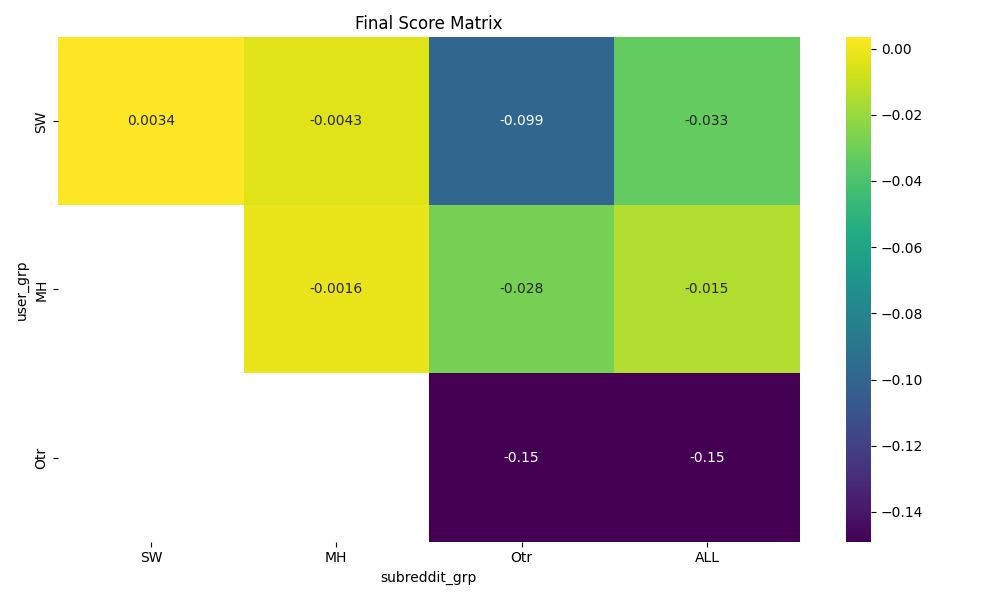 Final Score Matrix
SW
0.0034
-0.0043
-0.099
-0.033
MH
-0.0016
-0.028
-0.015
Otr
-0.15
-0.15
user_grp
SW
MH
Otr
ALL
subreddit_grp
0.00
−0.02
−0.04
−0.06
−0.08
−0.10
−0.12
−0.14